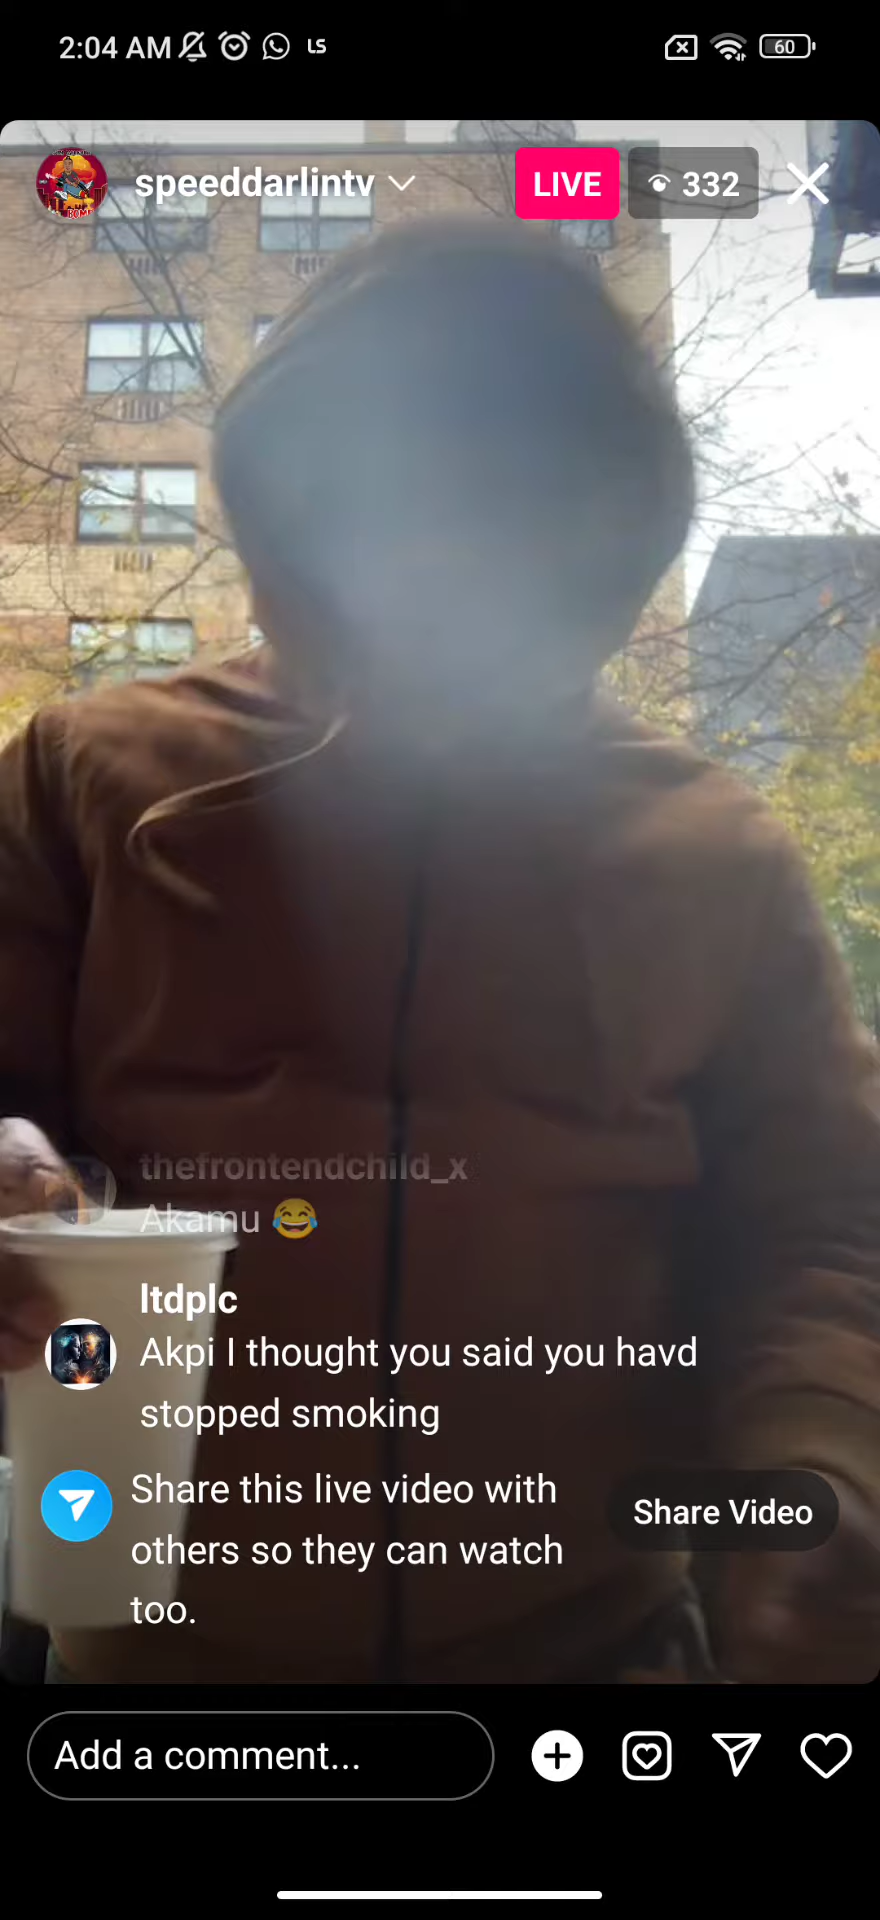 2:04 AM LS 60
speeddarlintv LIVE 332
thefrontendchild_x
Akamu 😂
ltdplc
Akpi I thought you said you havd
stopped smoking
Share this live video with
others so they can watch
too.
Share Video
Add a comment...